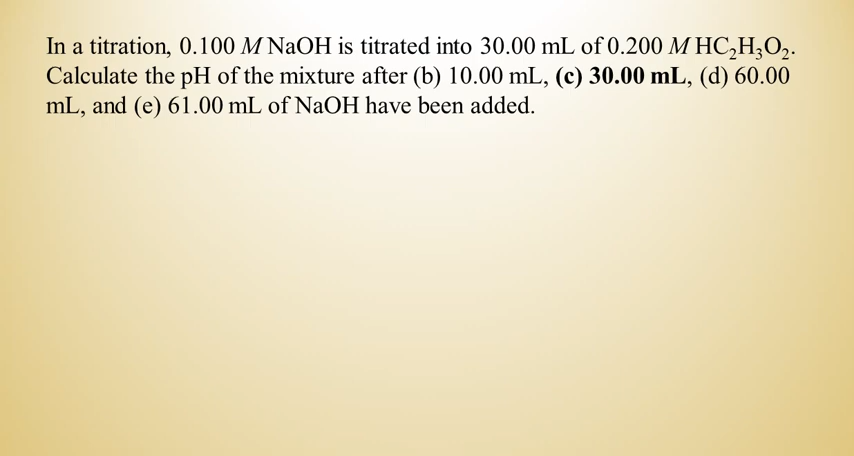 In a titration, 0.100 M NaOH is titrated into 30.00 mL of 0.200 M HC₂H₃O₂.
Calculate the pH of the mixture after (b) 10.00 mL, (c) 30.00 mL, (d) 60.00
mL, and (e) 61.00 mL of NaOH have been added.